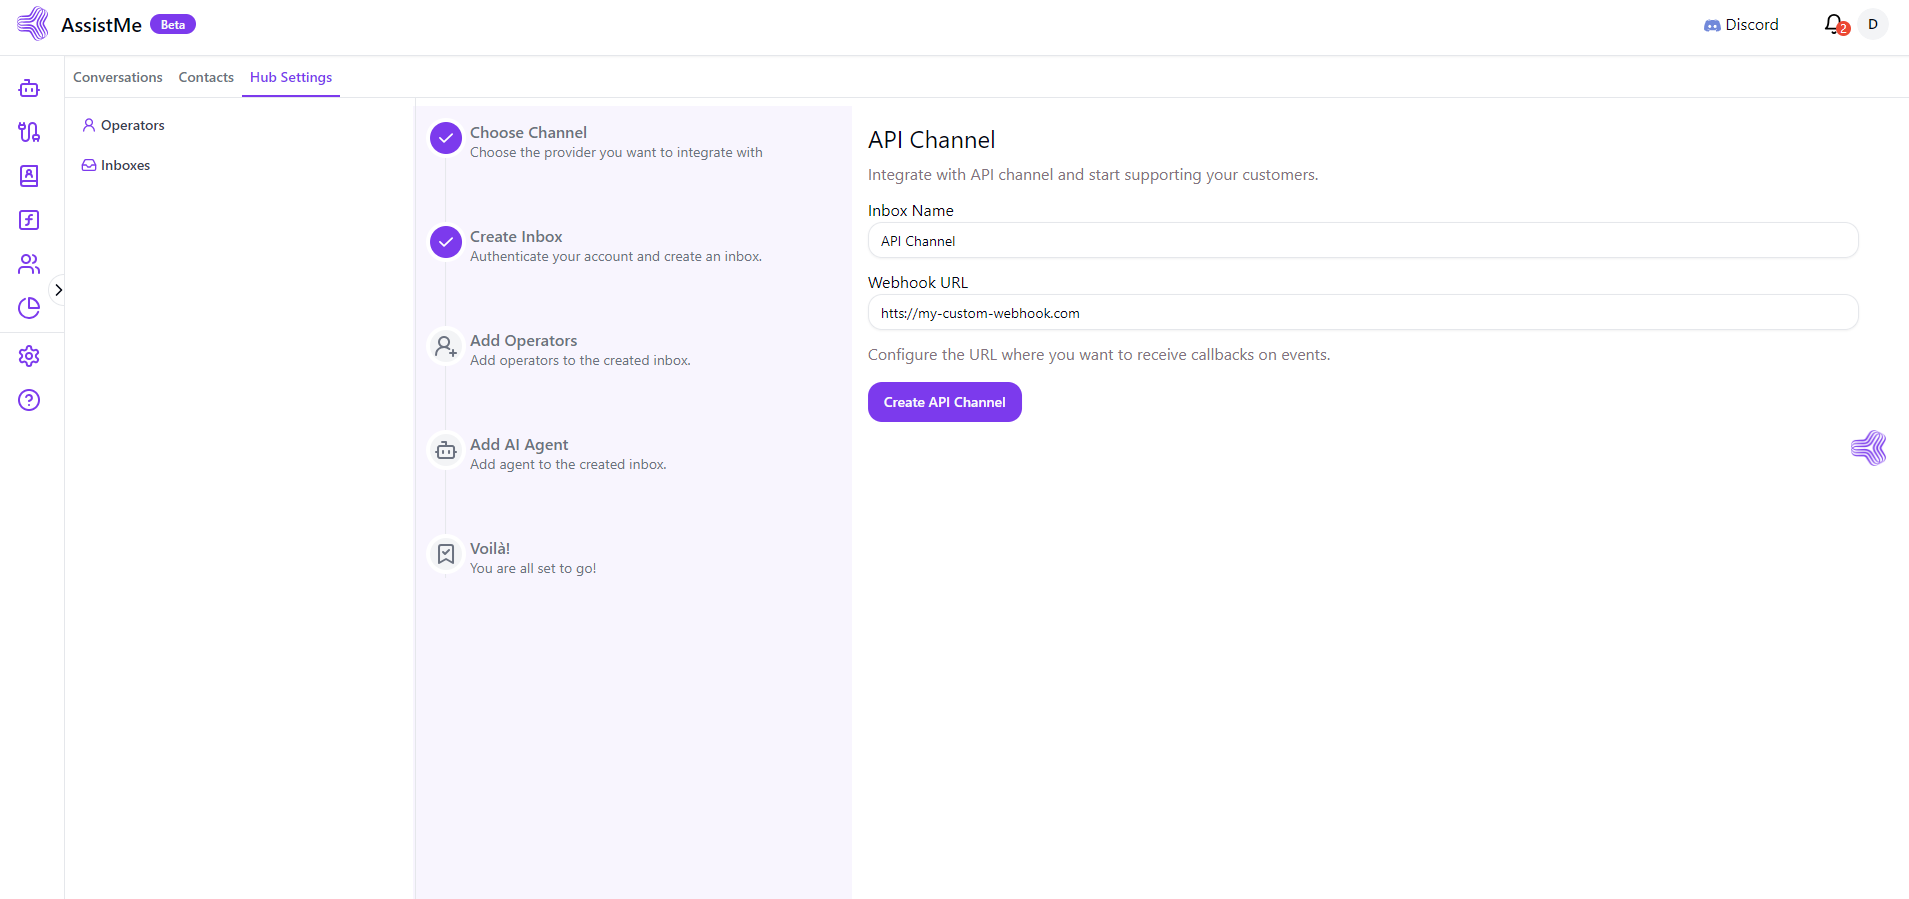 AssistMe Beta
Discord
2
D
Conversations Contacts Hub Settings
Operators
Inboxes
Choose Channel
Choose the provider you want to integrate with
Create Inbox
Authenticate your account and create an inbox.
Add Operators
Add operators to the created inbox.
Add AI Agent
Add agent to the created inbox.
Voilà!
You are all set to go!
API Channel
Integrate with API channel and start supporting your customers.
Inbox Name
API Channel
Webhook URL
htts://my-custom-webhook.com
Configure the URL where you want to receive callbacks on events.
Create API Channel